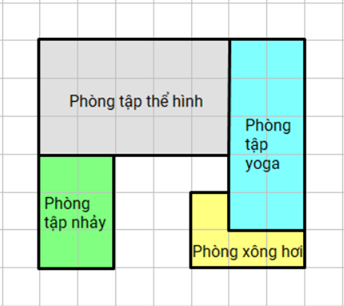 Phòng tập thể hình
Phòng
tập
yoga
Phòng
tập nhảy
Phòng xông hơi